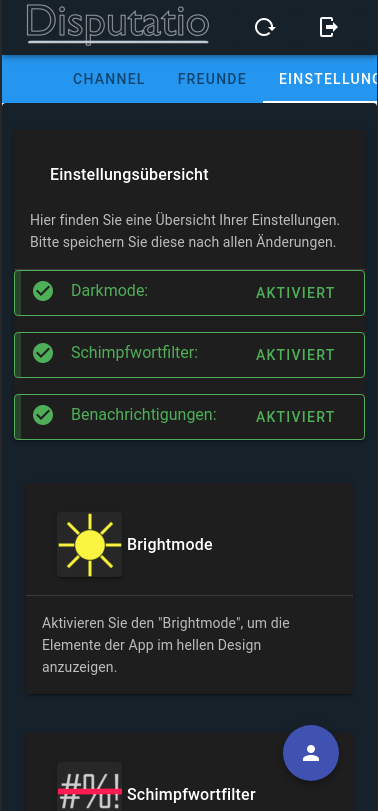 Disputatio
CHANNEL FREUNDE EINSTELLUNG
Einstellungsübersicht
Hier finden Sie eine Übersicht Ihrer Einstellungen.
Bitte speichern Sie diese nach allen Änderungen.
Darkmode: AKTIVIERT
Schimpfwortfilter: AKTIVIERT
Benachrichtigungen: AKTIVIERT
Brightmode
Aktivieren Sie den "Brightmode", um die
Elemente der App im hellen Design
anzuzeigen.
#%!
Schimpfwortfilter